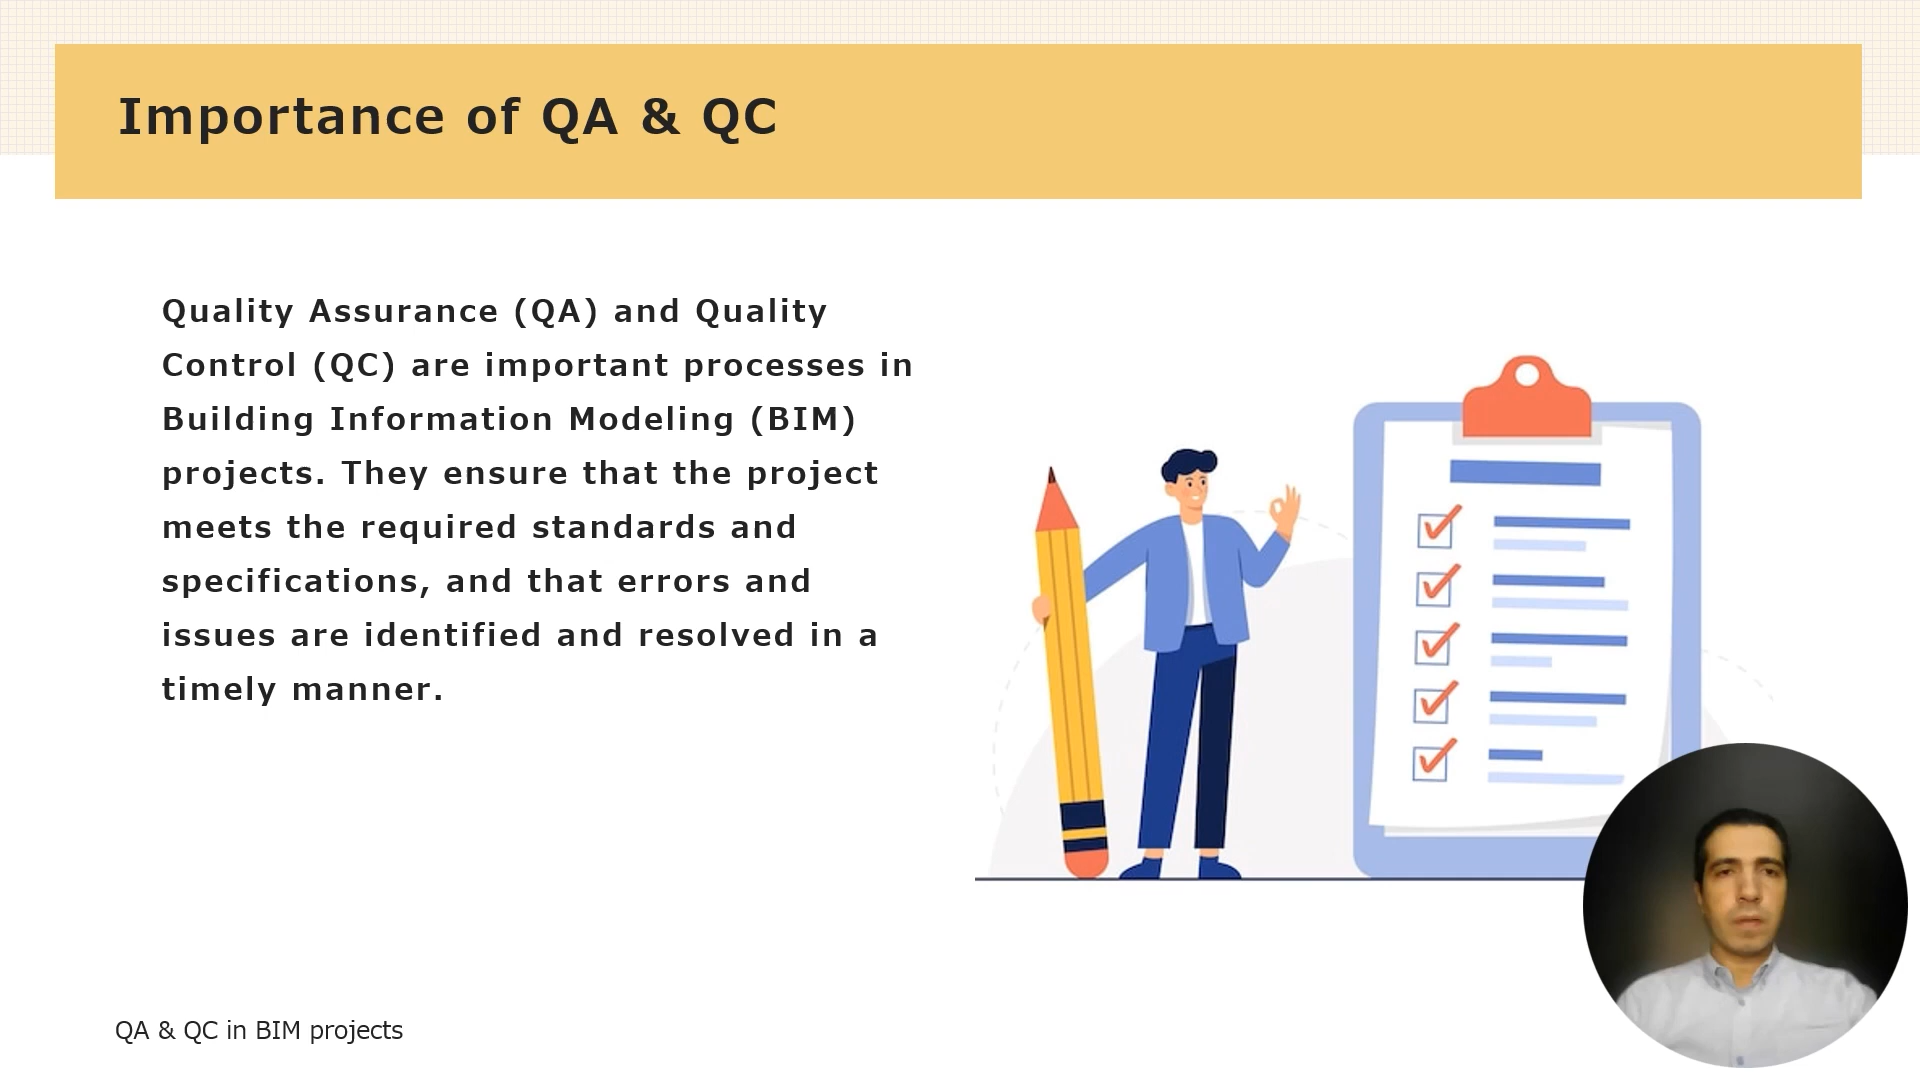 Importance of QA & QC
Quality Assurance (QA) and Quality
Control (QC) are important processes in
Building Information Modeling (BIM)
projects. They ensure that the project
meets the required standards and
specifications, and that errors and
issues are identified and resolved in a
timely manner.
QA & QC in BIM projects